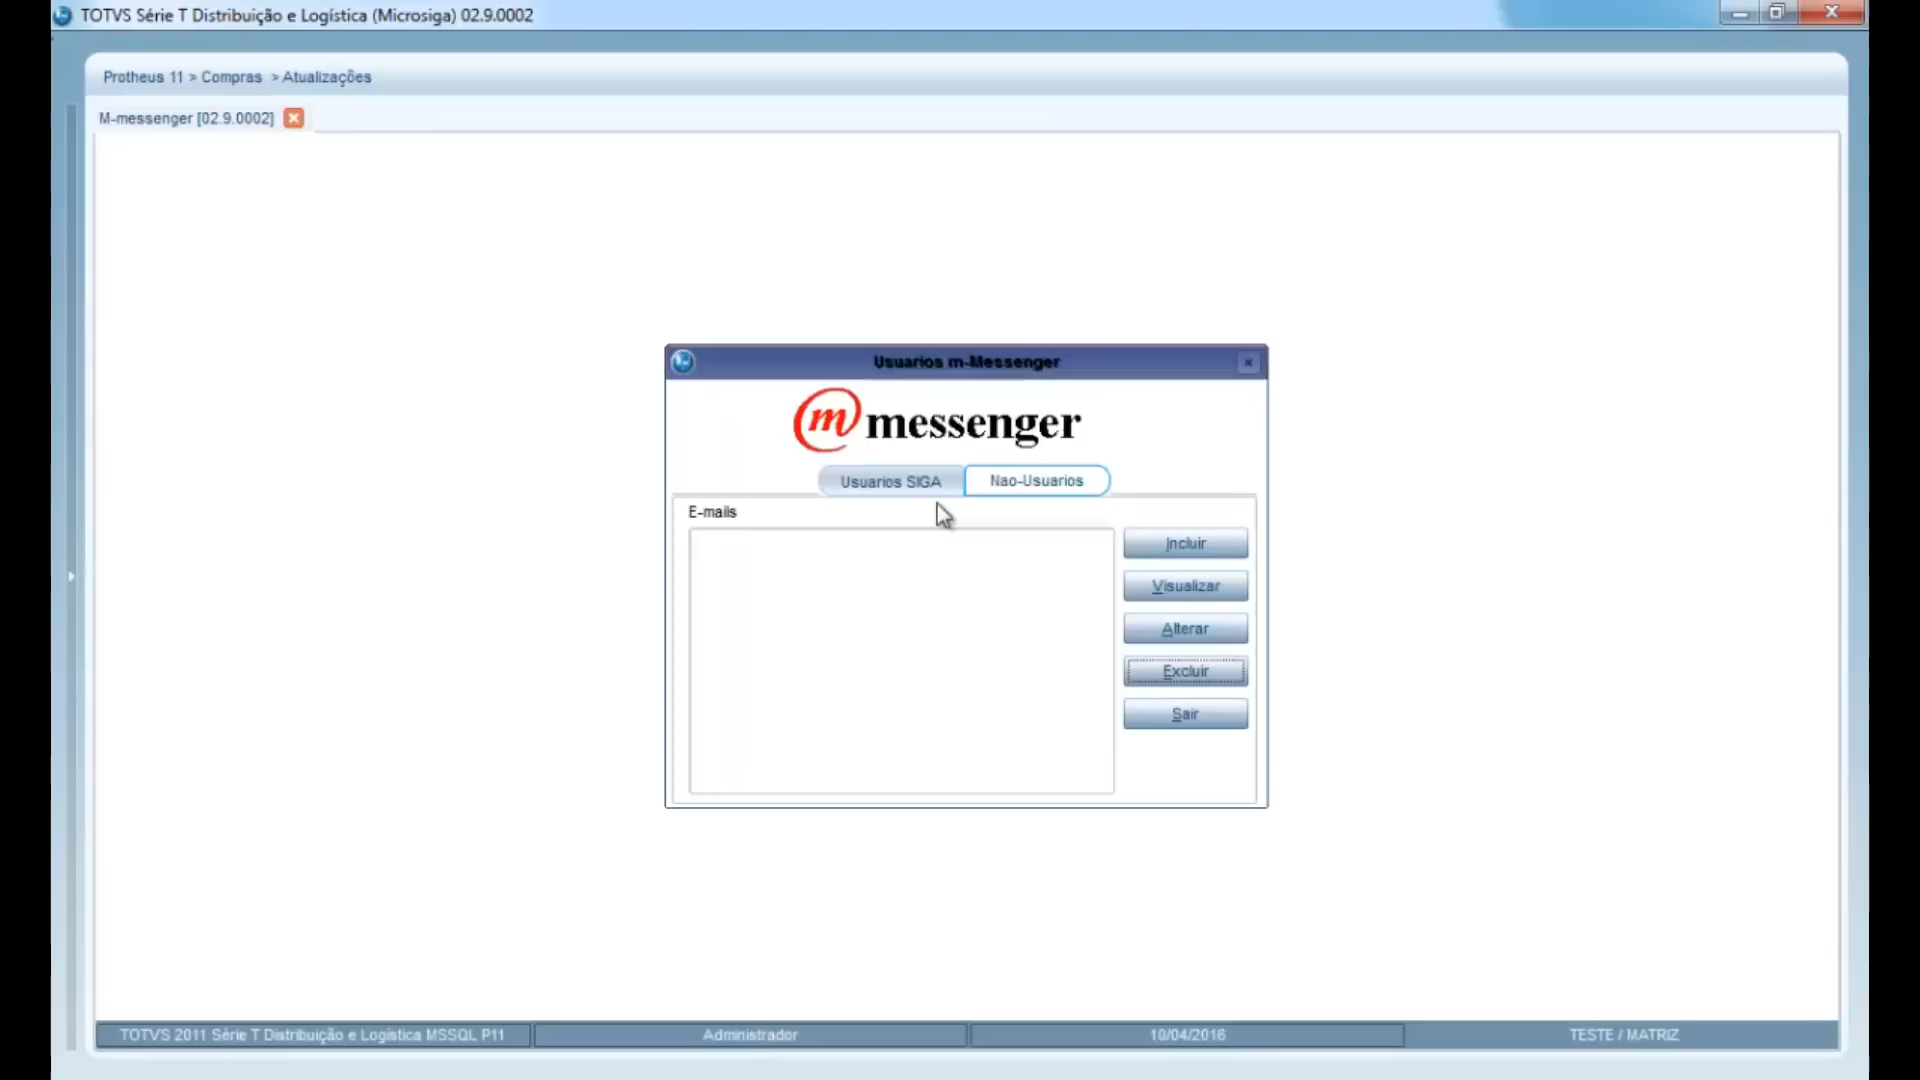 TOTVS Série T Distribuição e Logística (Microsiga) 02.9.0002
Protheus 11 > Compras > Atualizações
M-messenger [02.9.0002]
Usuarios m-Messenger
m messenger
Usuarios SIGA
Nao-Usuarios
E-mails
Incluir
Visualizar
Alterar
Excluir
Sair
TOTVS 2011 Série T Distribuição e Logística MSSQL P11
Administrador
10/04/2016
TESTE / MATRIZ